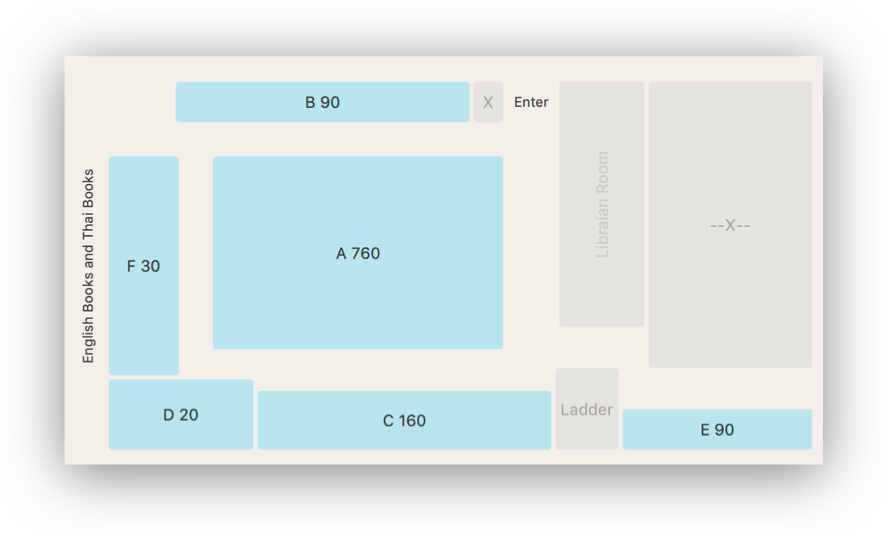 B 90
X
Enter
Libraian Room
--X--
English Books and Thai Books
F 30
A 760
D 20
C 160
Ladder
E 90